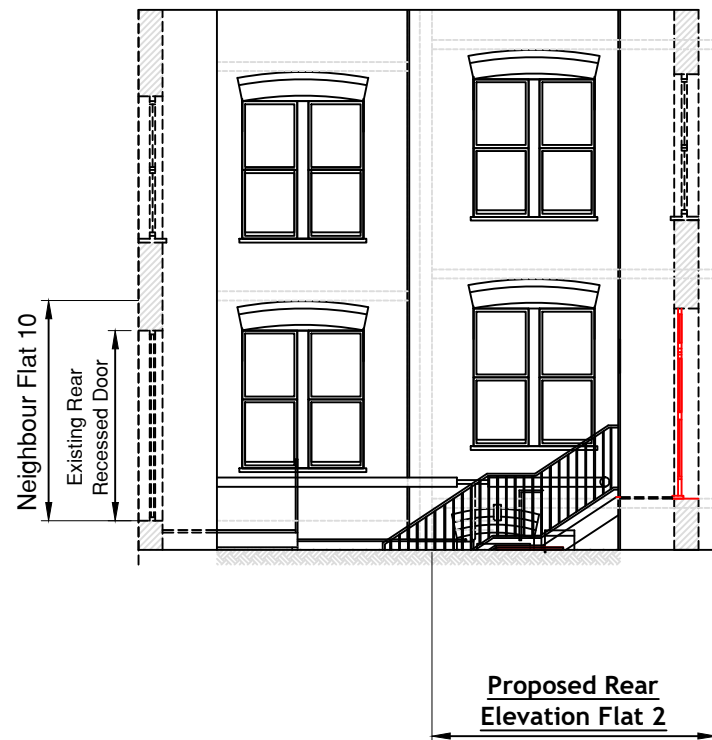 Neighbour Flat 10
Existing Rear
Recessed Door
Proposed Rear
Elevation Flat 2